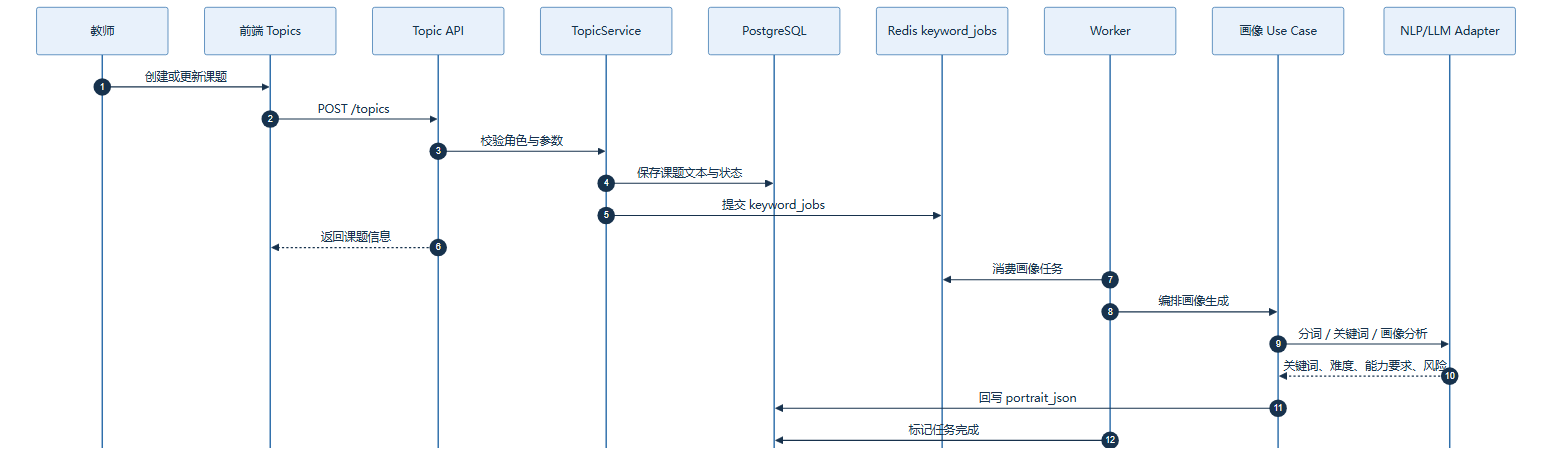 教师
前端 Topics
Topic API
TopicService
PostgreSQL
Redis keyword_jobs
Worker
画像 Use Case
NLP/LLM Adapter
1
创建或更新课题
2
POST /topics
3
校验角色与参数
4
保存课题文本与状态
5
提交 keyword_jobs
6
返回课题信息
7
消费画像任务
8
编排画像生成
9
分词 / 关键词 / 画像分析
10
关键词、难度、能力要求、风险
11
回写 portrait_json
12
标记任务完成